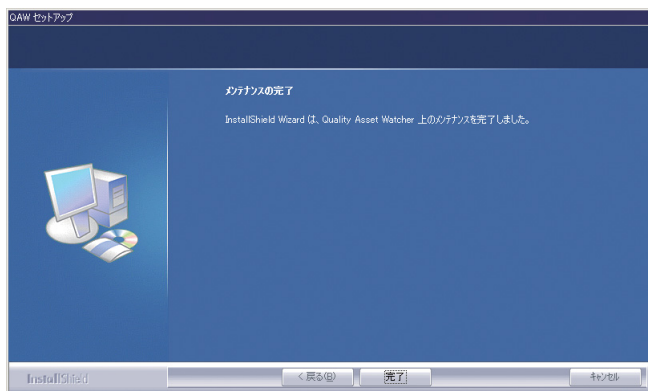 QAW セットアップ
メンテナンスの完了
InstallShield Wizard は、Quality Asset Watcher 上のメンテナンスを完了しました。
InstallShield
< 戻る(B)
完了
キャンセル